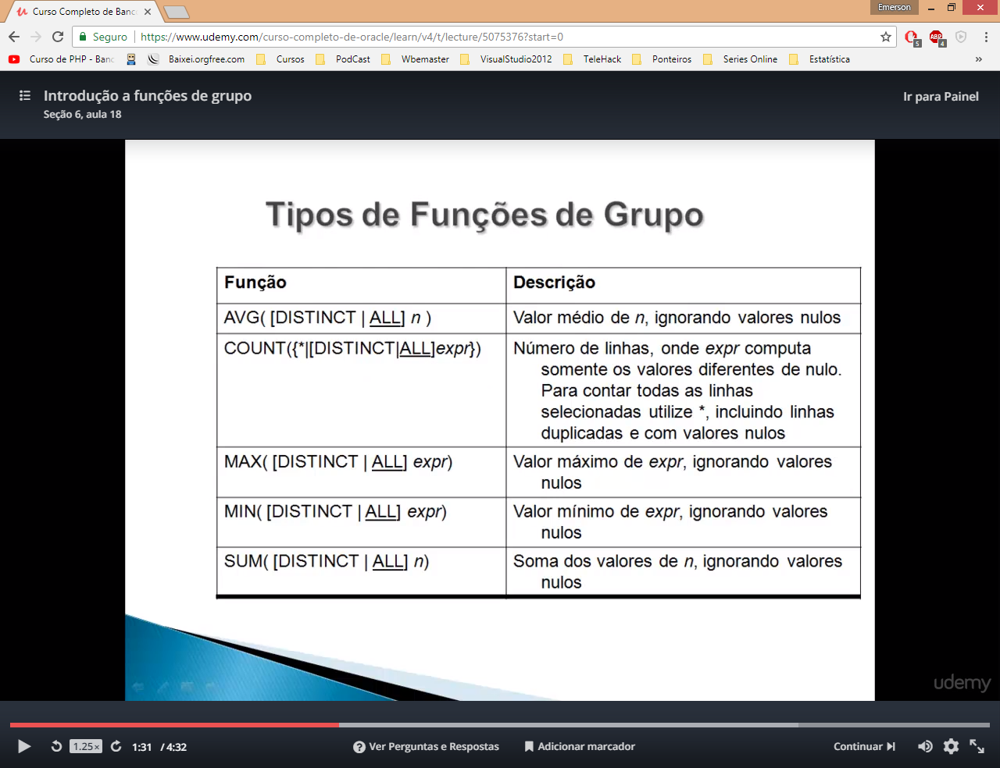 Curso Completo de Banc
Emerson
Seguro
https://www.udemy.com/curso-completo-de-oracle/learn/v4/t/lecture/5075376?start=0
5
ABP
4
Curso de PHP - Banc
Baixei.orgfree.com
Cursos
PodCast
Wbemaster
VisualStudio2012
TeleHack
Ponteiros
Series Online
Estatística
»
Introdução a funções de grupo
Seção 6, aula 18
Ir para Painel
Tipos de Funções de Grupo
Função
Descrição
AVG( [DISTINCT | ALL] n )
Valor médio de n, ignorando valores nulos
COUNT({*|[DISTINCT|ALL]expr})
Número de linhas, onde expr computa
somente os valores diferentes de nulo.
Para contar todas as linhas
selecionadas utilize *, incluindo linhas
duplicadas e com valores nulos
MAX( [DISTINCT | ALL] expr)
Valor máximo de expr, ignorando valores
nulos
MIN( [DISTINCT | ALL] expr)
Valor mínimo de expr, ignorando valores
nulos
SUM( [DISTINCT | ALL] n)
Soma dos valores de n, ignorando valores
nulos
udemy
1.25×
1:31 / 4:32
Ver Perguntas e Respostas
Adicionar marcador
Continuar